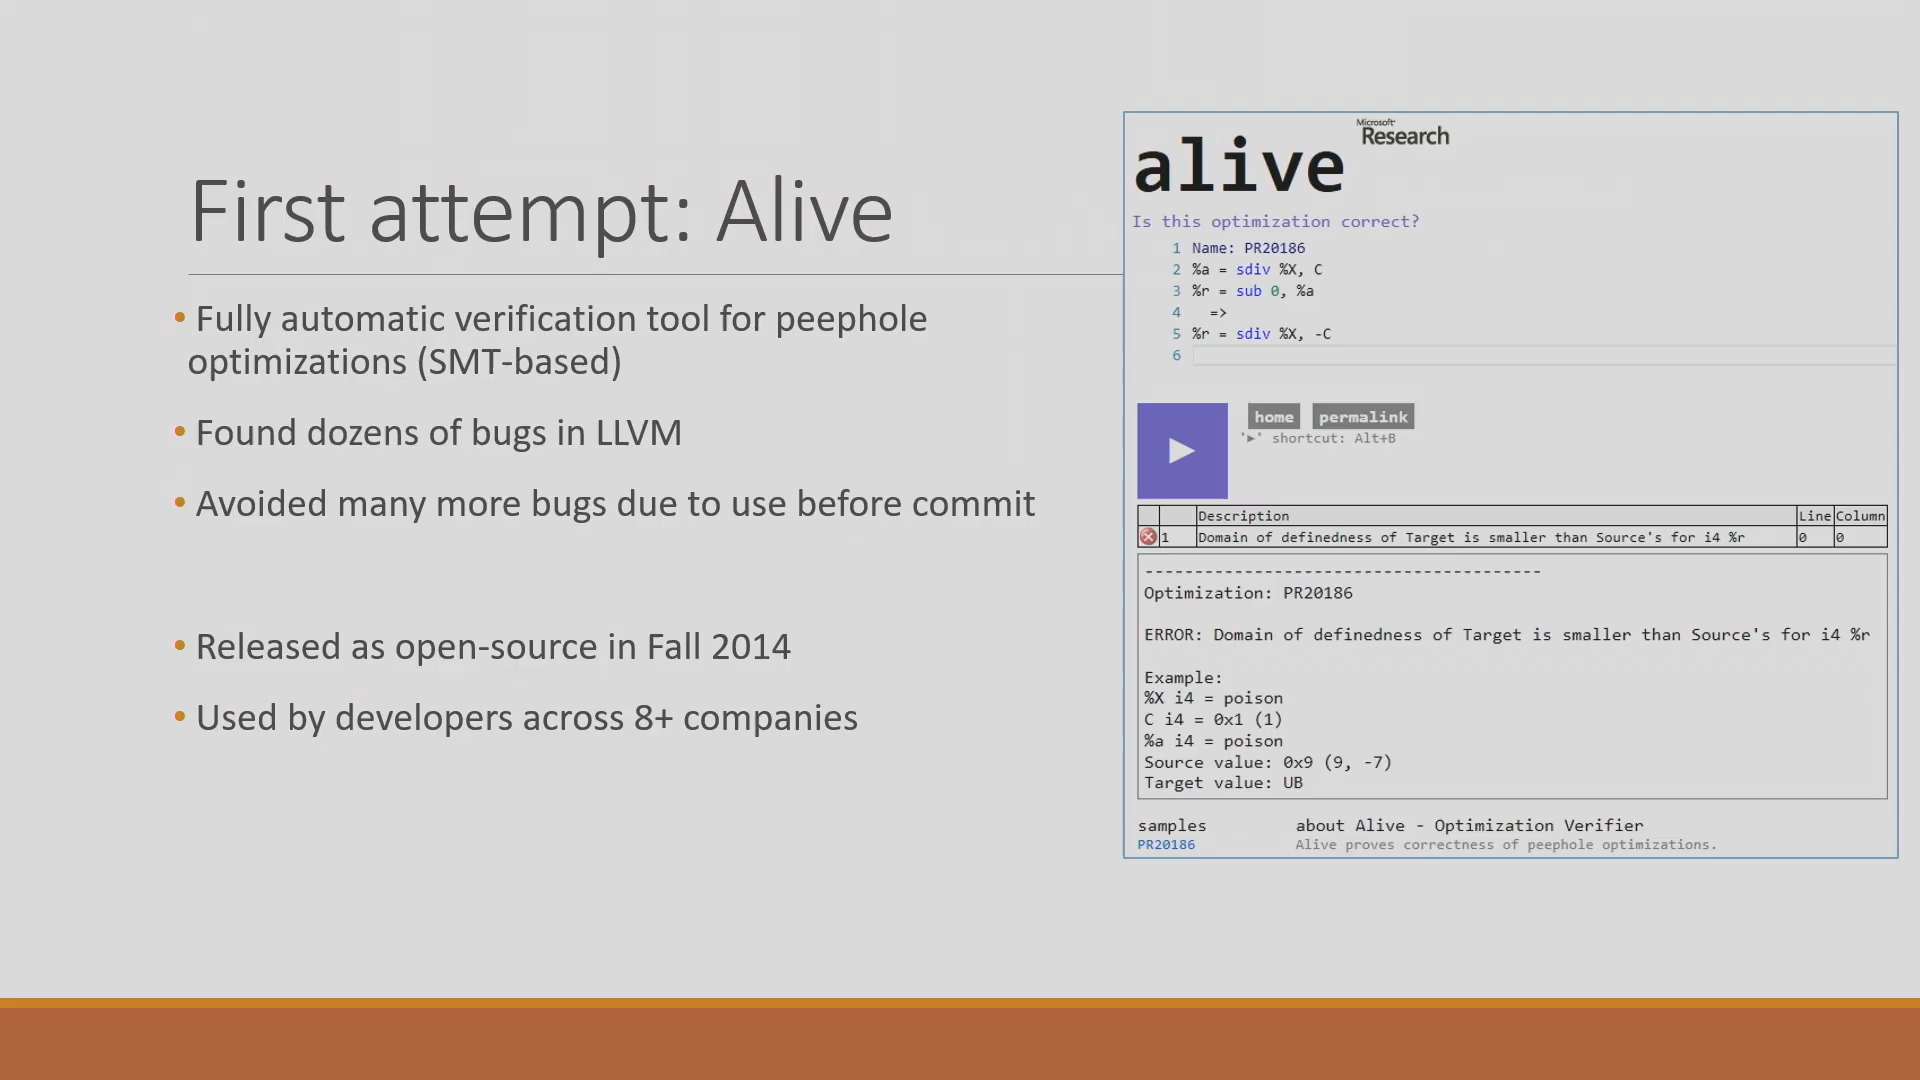 First attempt: Alive
• Fully automatic verification tool for peephole
optimizations (SMT-based)
• Found dozens of bugs in LLVM
• Avoided many more bugs due to use before commit
• Released as open-source in Fall 2014
• Used by developers across 8+ companies
Microsoft
Research
alive
Is this optimization correct?
1 Name: PR20186
2 %a = sdiv %X, C
3 %r = sub 0, %a
4   =>
5 %r = sdiv %X, -C
6
home permalink
'►' shortcut: Alt+B
Description Line Column
1 Domain of definedness of Target is smaller than Source's for i4 %r 0 0
----------------------------------------
Optimization: PR20186
ERROR: Domain of definedness of Target is smaller than Source's for i4 %r
Example:
%X i4 = poison
C i4 = 0x1 (1)
%a i4 = poison
Source value: 0x9 (9, -7)
Target value: UB
samples about Alive - Optimization Verifier
PR20186 Alive proves correctness of peephole optimizations.